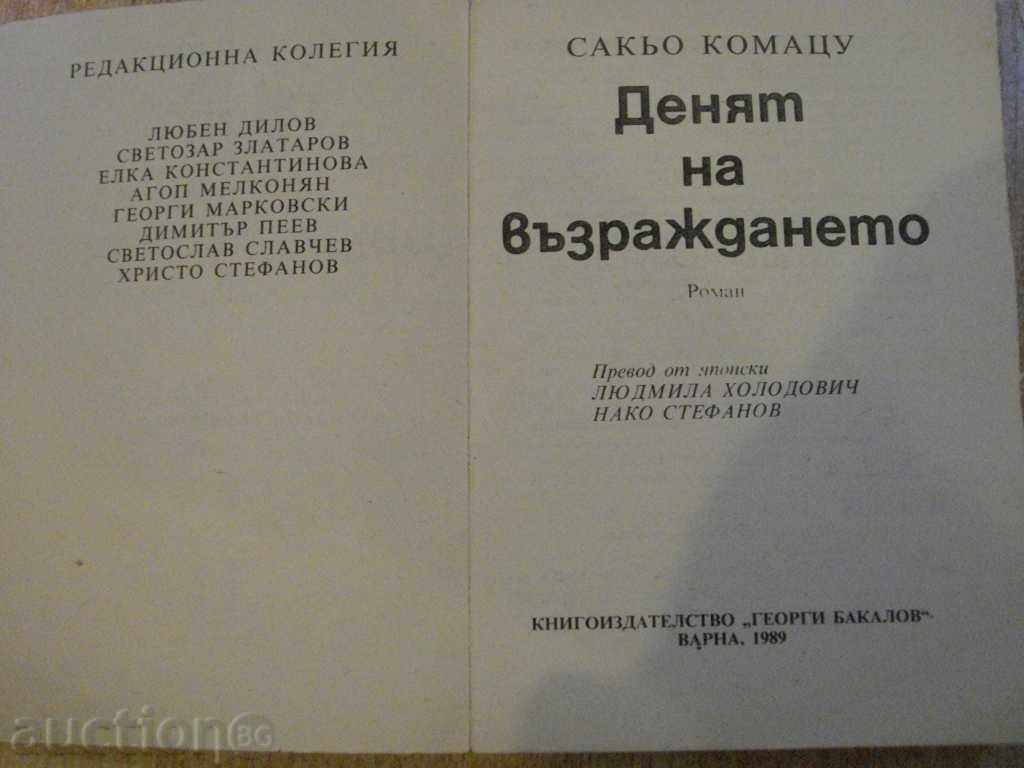 РЕДАКЦИОННА КОЛЕГИЯ
ЛЮБЕН ДИЛОВ
СВЕТОЗАР ЗЛАТАРОВ
ЕЛКА КОНСТАНТИНОВА
АГОП МЕЛКОНЯН
ГЕОРГИ МАРКОВСКИ
ДИМИТЪР ПЕЕВ
СВЕТОСЛАВ СЛАВЧЕВ
ХРИСТО СТЕФАНОВ
САКЬО КОМАЦУ
Денят
на
възраждането
Роман
Превод от японски
ЛЮДМИЛА ХОЛОДОВИЧ
НАКО СТЕФАНОВ
КНИГОИЗДАТЕЛСТВО „ГЕОРГИ БАКАЛОВ“
ВАРНА, 1989
auctionBG